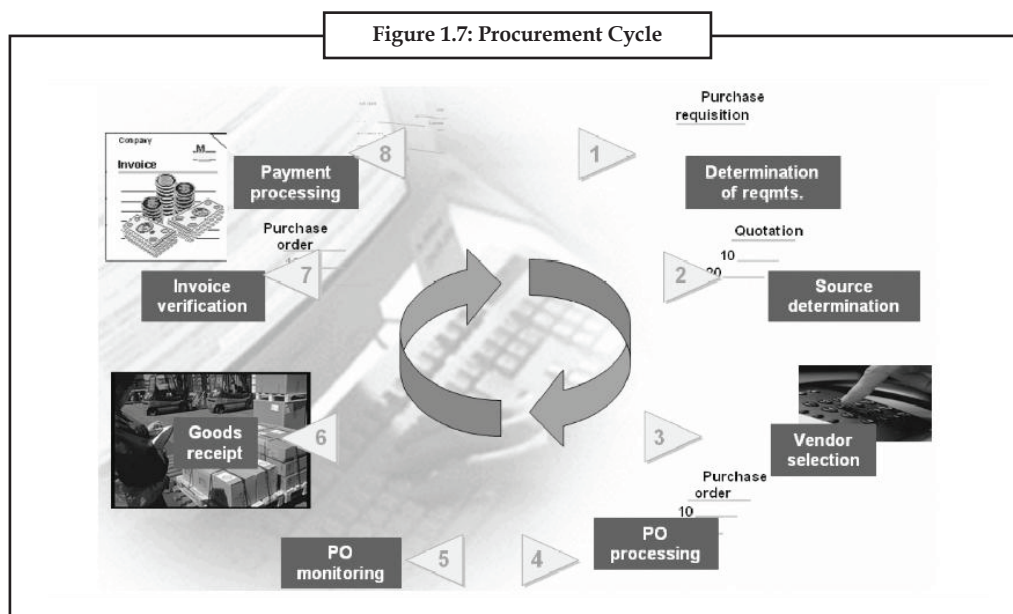 Figure 1.7: Procurement Cycle
Purchase
requisition
1
Determination
of reqmts.
Quotation
10
20
2
Source
determination
3
Vendor
selection
Purchase
order
10
4
PO
processing
5
PO
monitoring
6
Goods
receipt
Purchase
order
7
Invoice
verification
8
Payment
processing
Company
M
Invoice